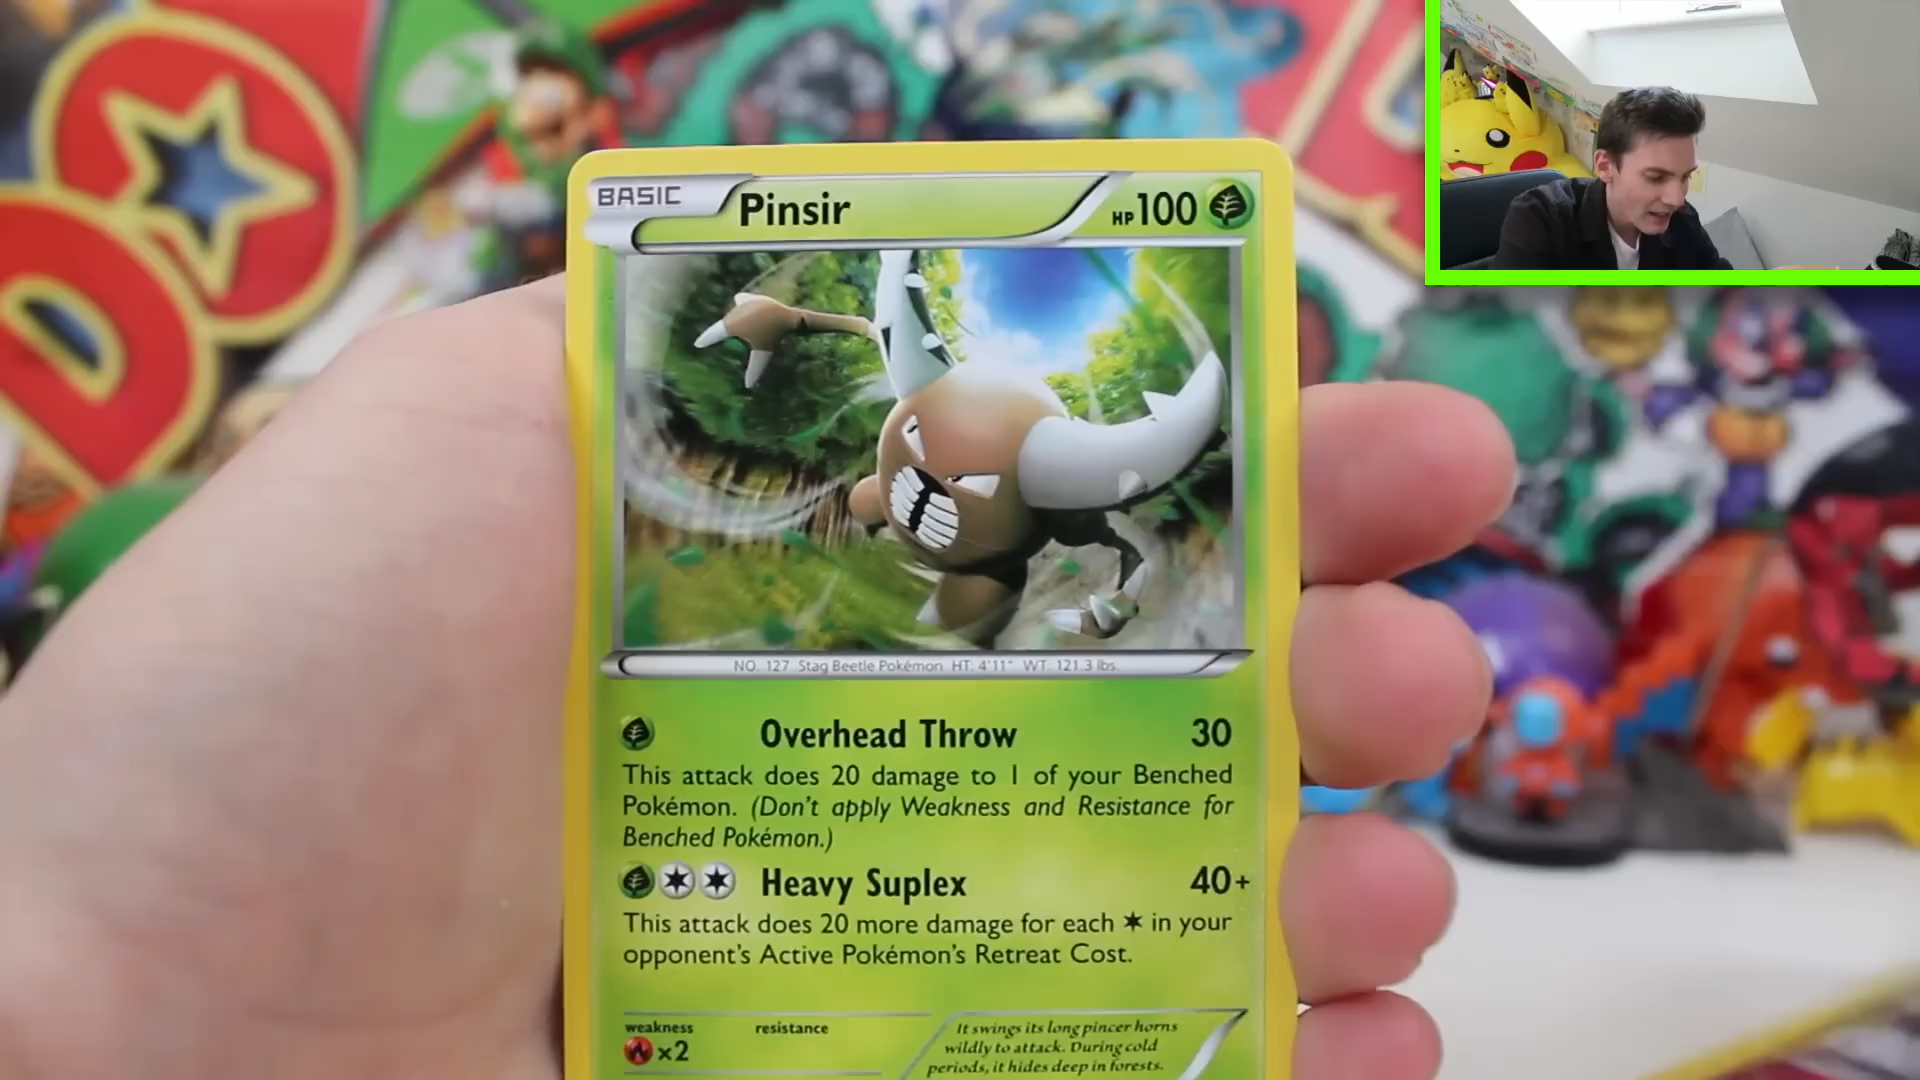 BASIC
Pinsir
HP100
NO. 127 Stag Beetle Pokémon HT: 4'11" WT: 121.3 lbs.
Overhead Throw 30
This attack does 20 damage to 1 of your Benched
Pokémon. (Don't apply Weakness and Resistance for
Benched Pokémon.)
Heavy Suplex 40+
This attack does 20 more damage for each ✶ in your
opponent's Active Pokémon's Retreat Cost.
weakness
×2
resistance
It swings its long pincer horns
wildly to attack. During cold
periods, it hides deep in forests.